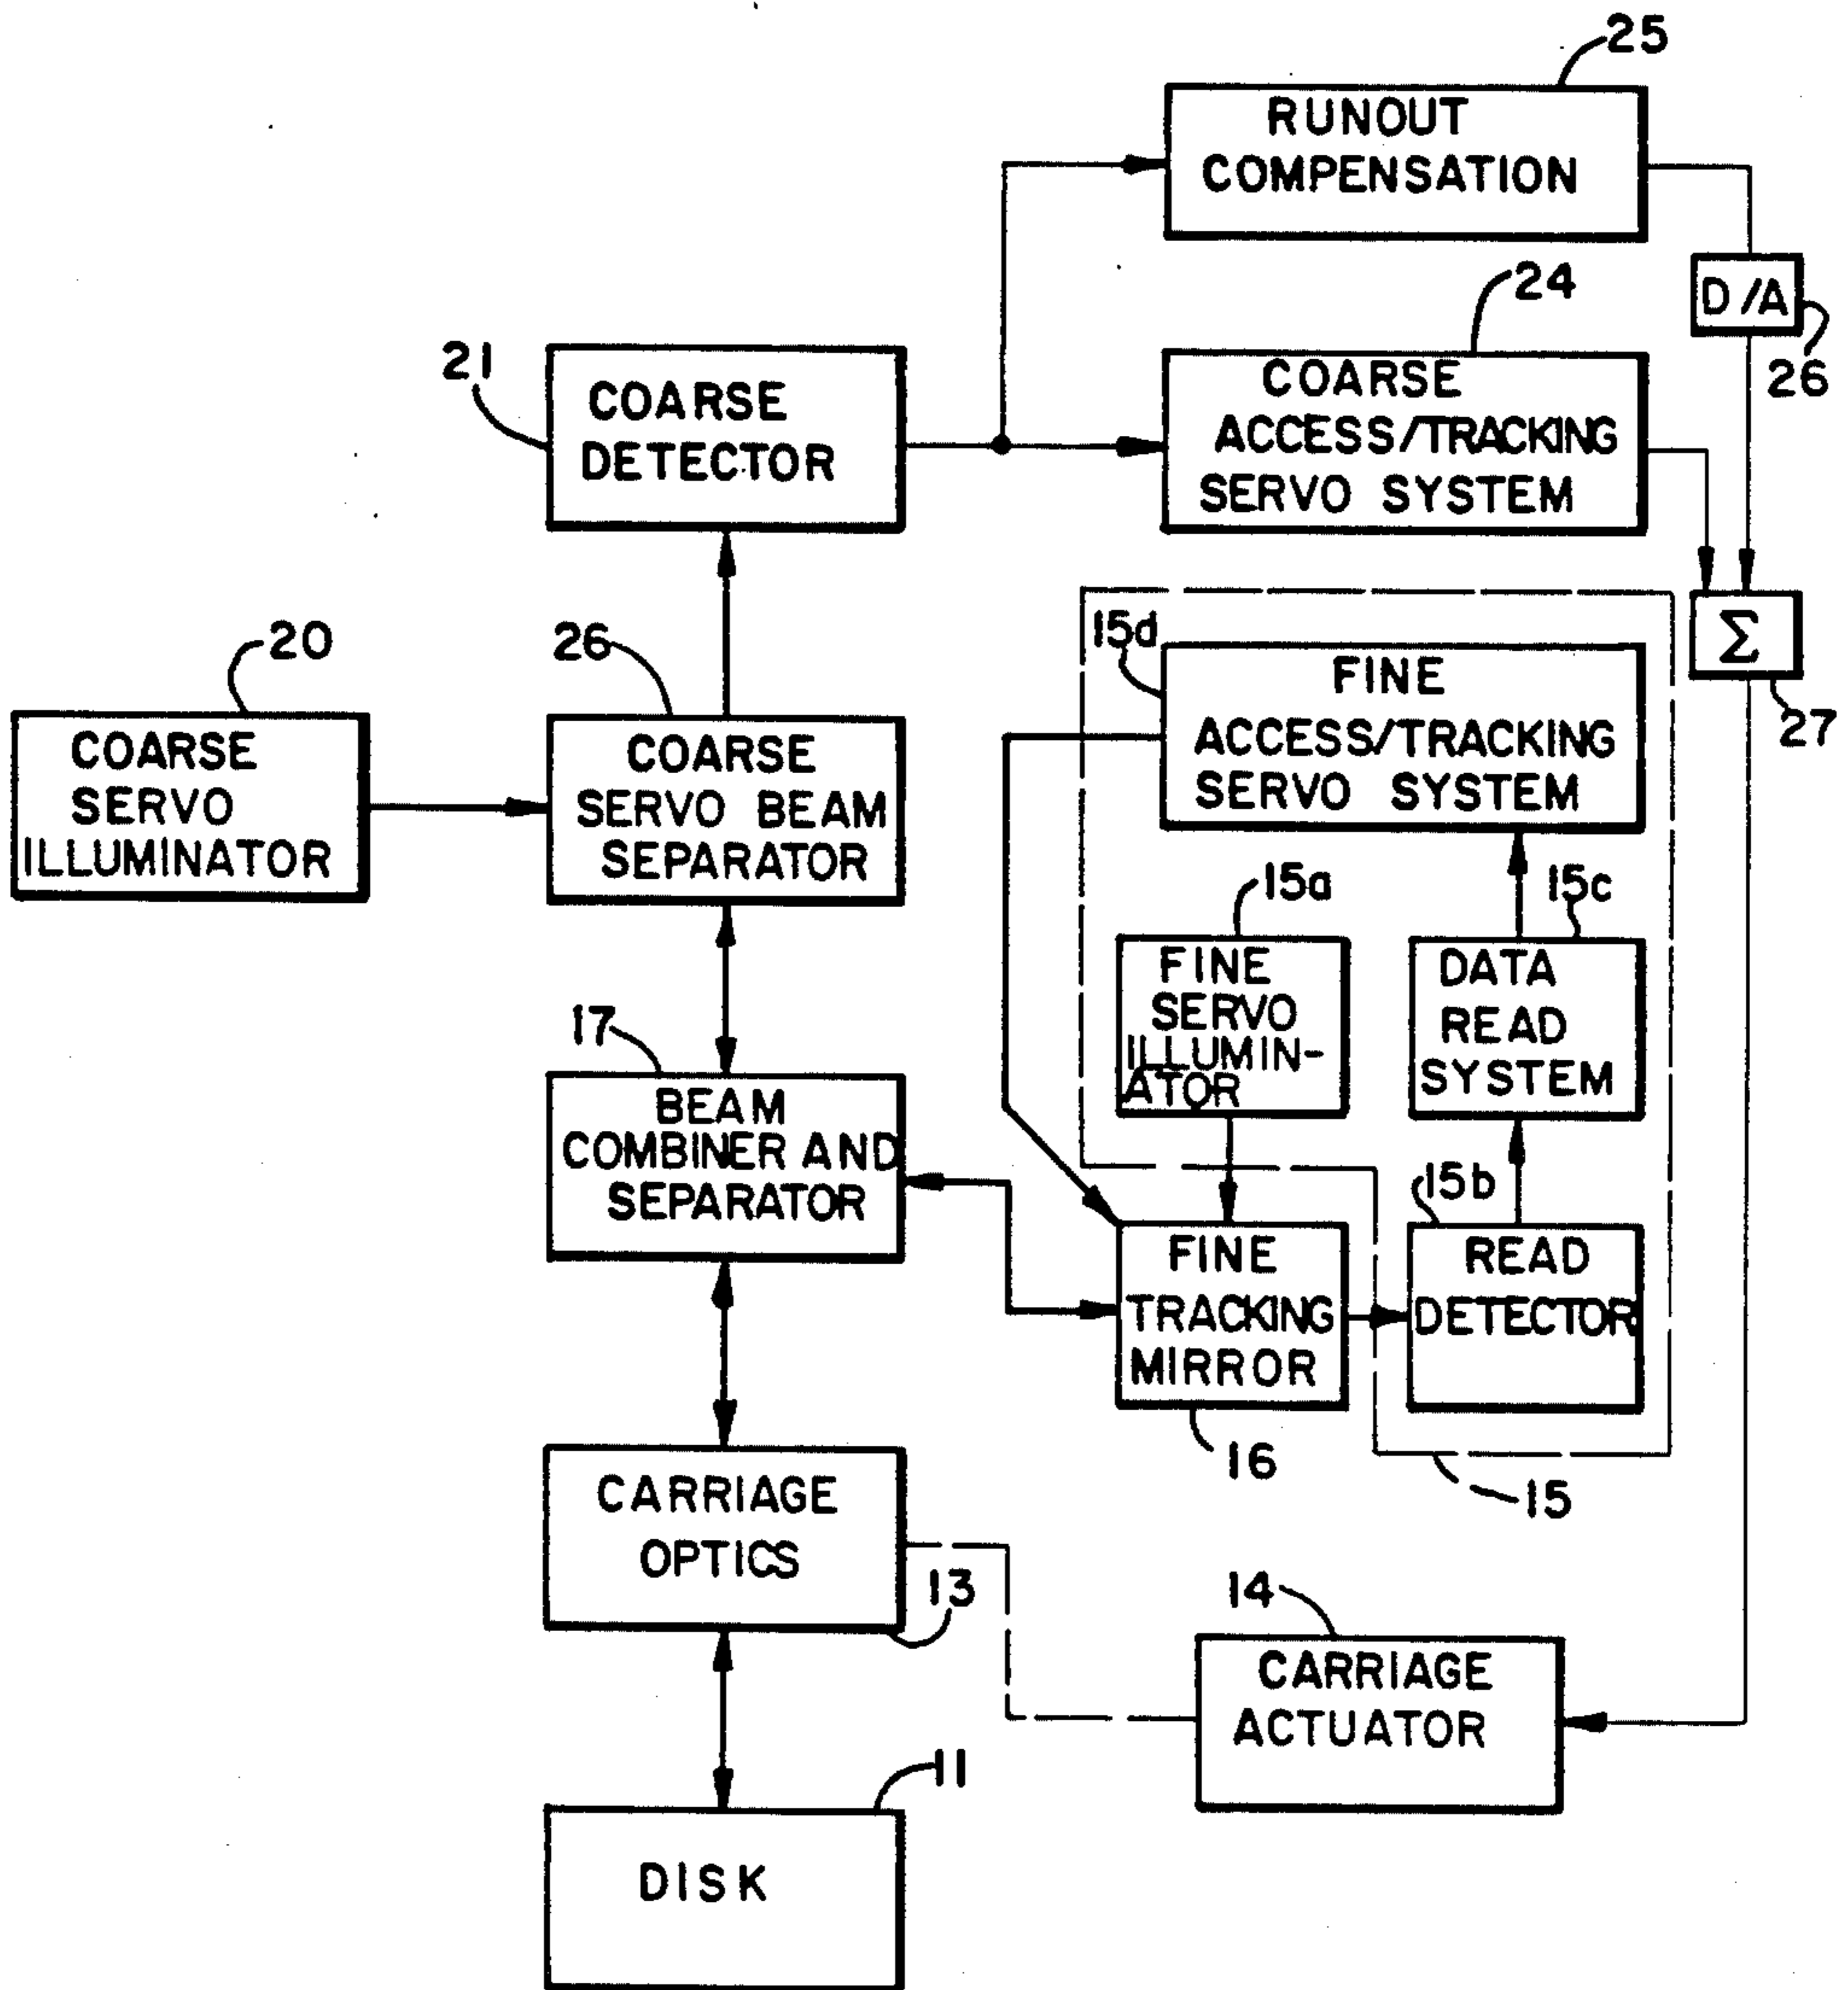 25
RUNOUT
COMPENSATION
24
D/A
26
21
COARSE
DETECTOR
COARSE
ACCESS/TRACKING
SERVO SYSTEM
20
26
15d
FINE
ACCESS/TRACKING
SERVO SYSTEM
Σ
27
COARSE
SERVO
ILLUMINATOR
COARSE
SERVO BEAM
SEPARATOR
15a
15c
FINE
SERVO
ILLUMIN-
ATOR
DATA
READ
SYSTEM
17
BEAM
COMBINER AND
SEPARATOR
15b
FINE
TRACKING
MIRROR
READ
DETECTOR
16
15
CARRIAGE
OPTICS
13
14
CARRIAGE
ACTUATOR
11
DISK